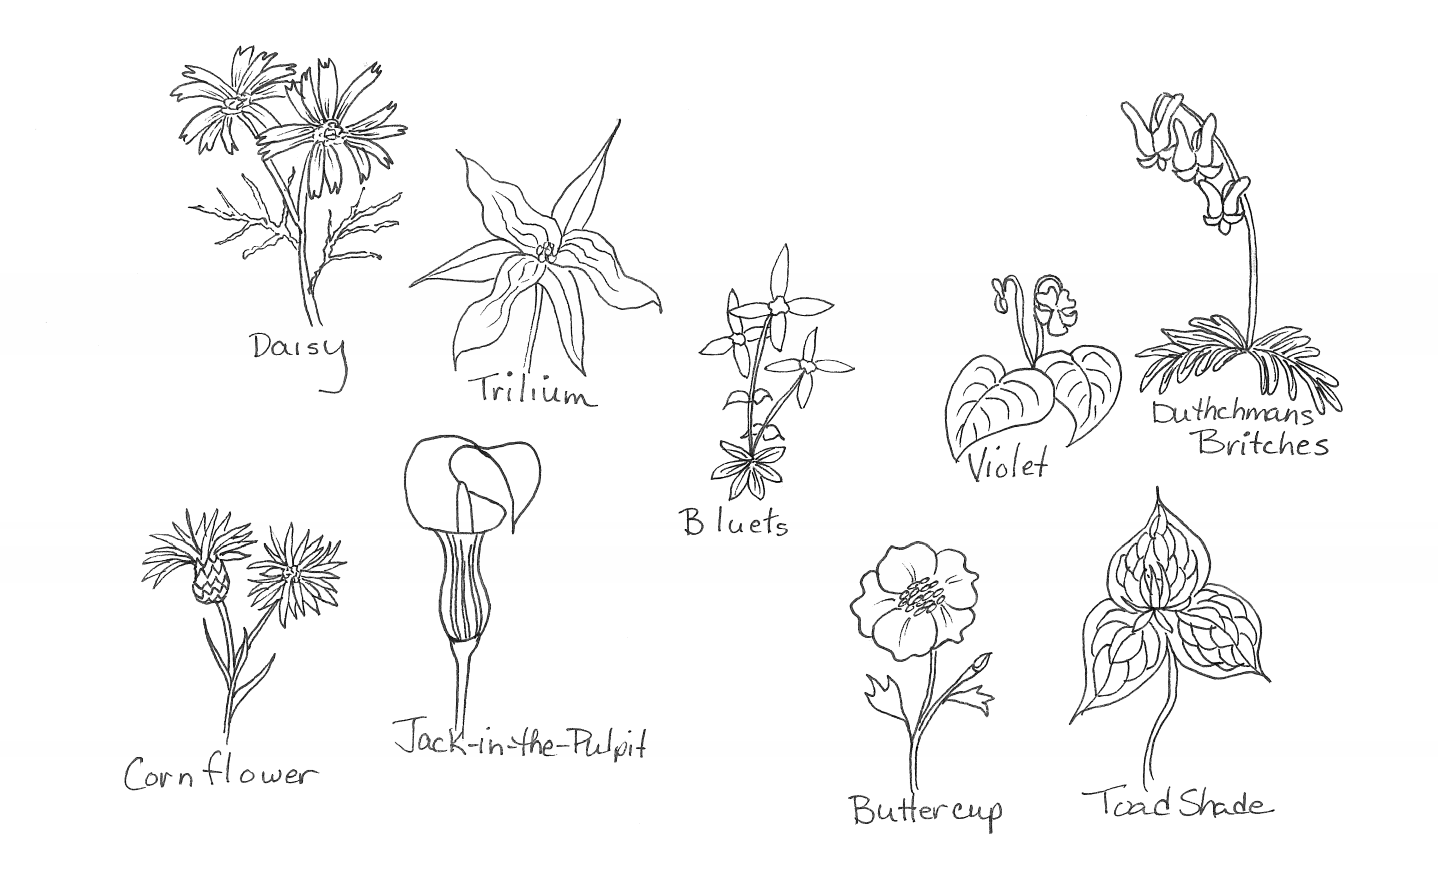 Daisy
Trilium
Bluets
Violet
Duthchmans
Britches
Cornflower
Jack-in-the-Pulpit
Buttercup
Toad Shade